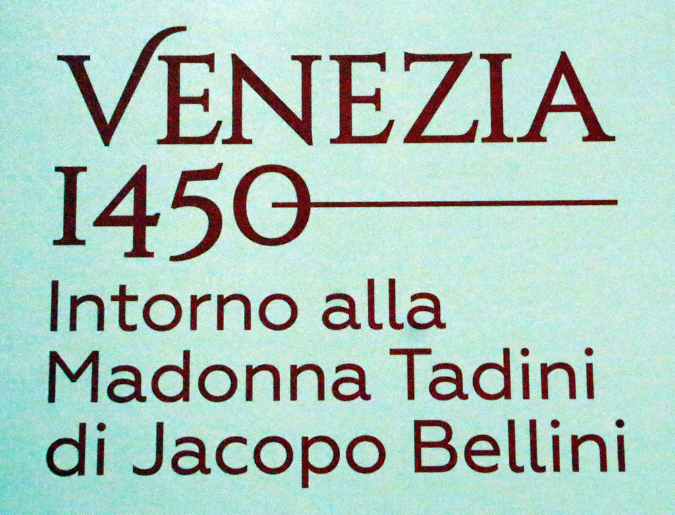 VENEZIA
1450
Intorno alla
Madonna Tadini
di Jacopo Bellini